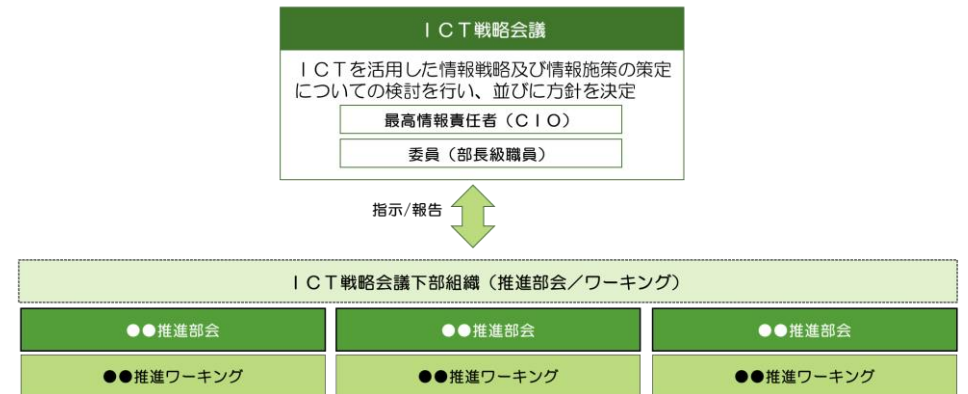 ＩＣＴ戦略会議
ＩＣＴを活用した情報戦略及び情報施策の策定
についての検討を行い、並びに方針を決定
最高情報責任者（ＣＩＯ）
委員（部長級職員）
指示/報告
ＩＣＴ戦略会議下部組織（推進部会／ワーキング）
●●推進部会
●●推進部会
●●推進部会
●●推進ワーキング
●●推進ワーキング
●●推進ワーキング